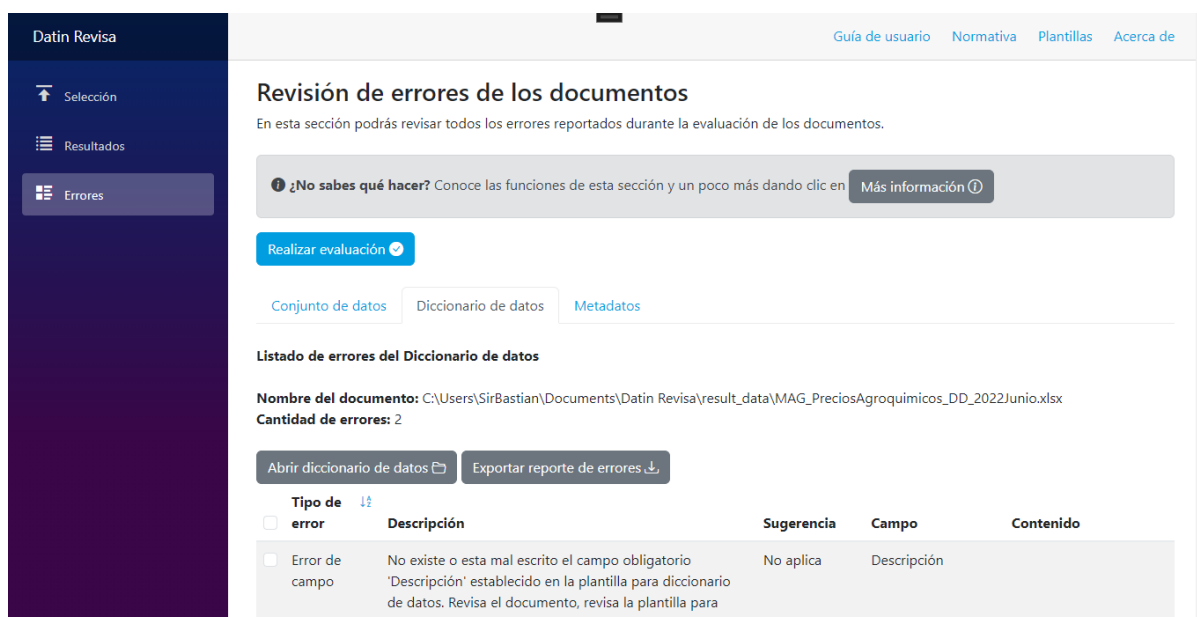 Datin Revisa
Guía de usuario Normativa Plantillas Acerca de
Selección
Resultados
Errores
Revisión de errores de los documentos
En esta sección podrás revisar todos los errores reportados durante la evaluación de los documentos.
¿No sabes qué hacer? Conoce las funciones de esta sección y un poco más dando clic en Más información
Realizar evaluación
Conjunto de datos Diccionario de datos Metadatos
Listado de errores del Diccionario de datos
Nombre del documento: C:\Users\SirBastian\Documents\Datin Revisa\result_data\MAG_PreciosAgroquimicos_DD_2022Junio.xlsx
Cantidad de errores: 2
Abrir diccionario de datos Exportar reporte de errores
Tipo de
error Descripción Sugerencia Campo Contenido
Error de No existe o esta mal escrito el campo obligatorio No aplica Descripción
campo 'Descripción' establecido en la plantilla para diccionario
de datos. Revisa el documento, revisa la plantilla para